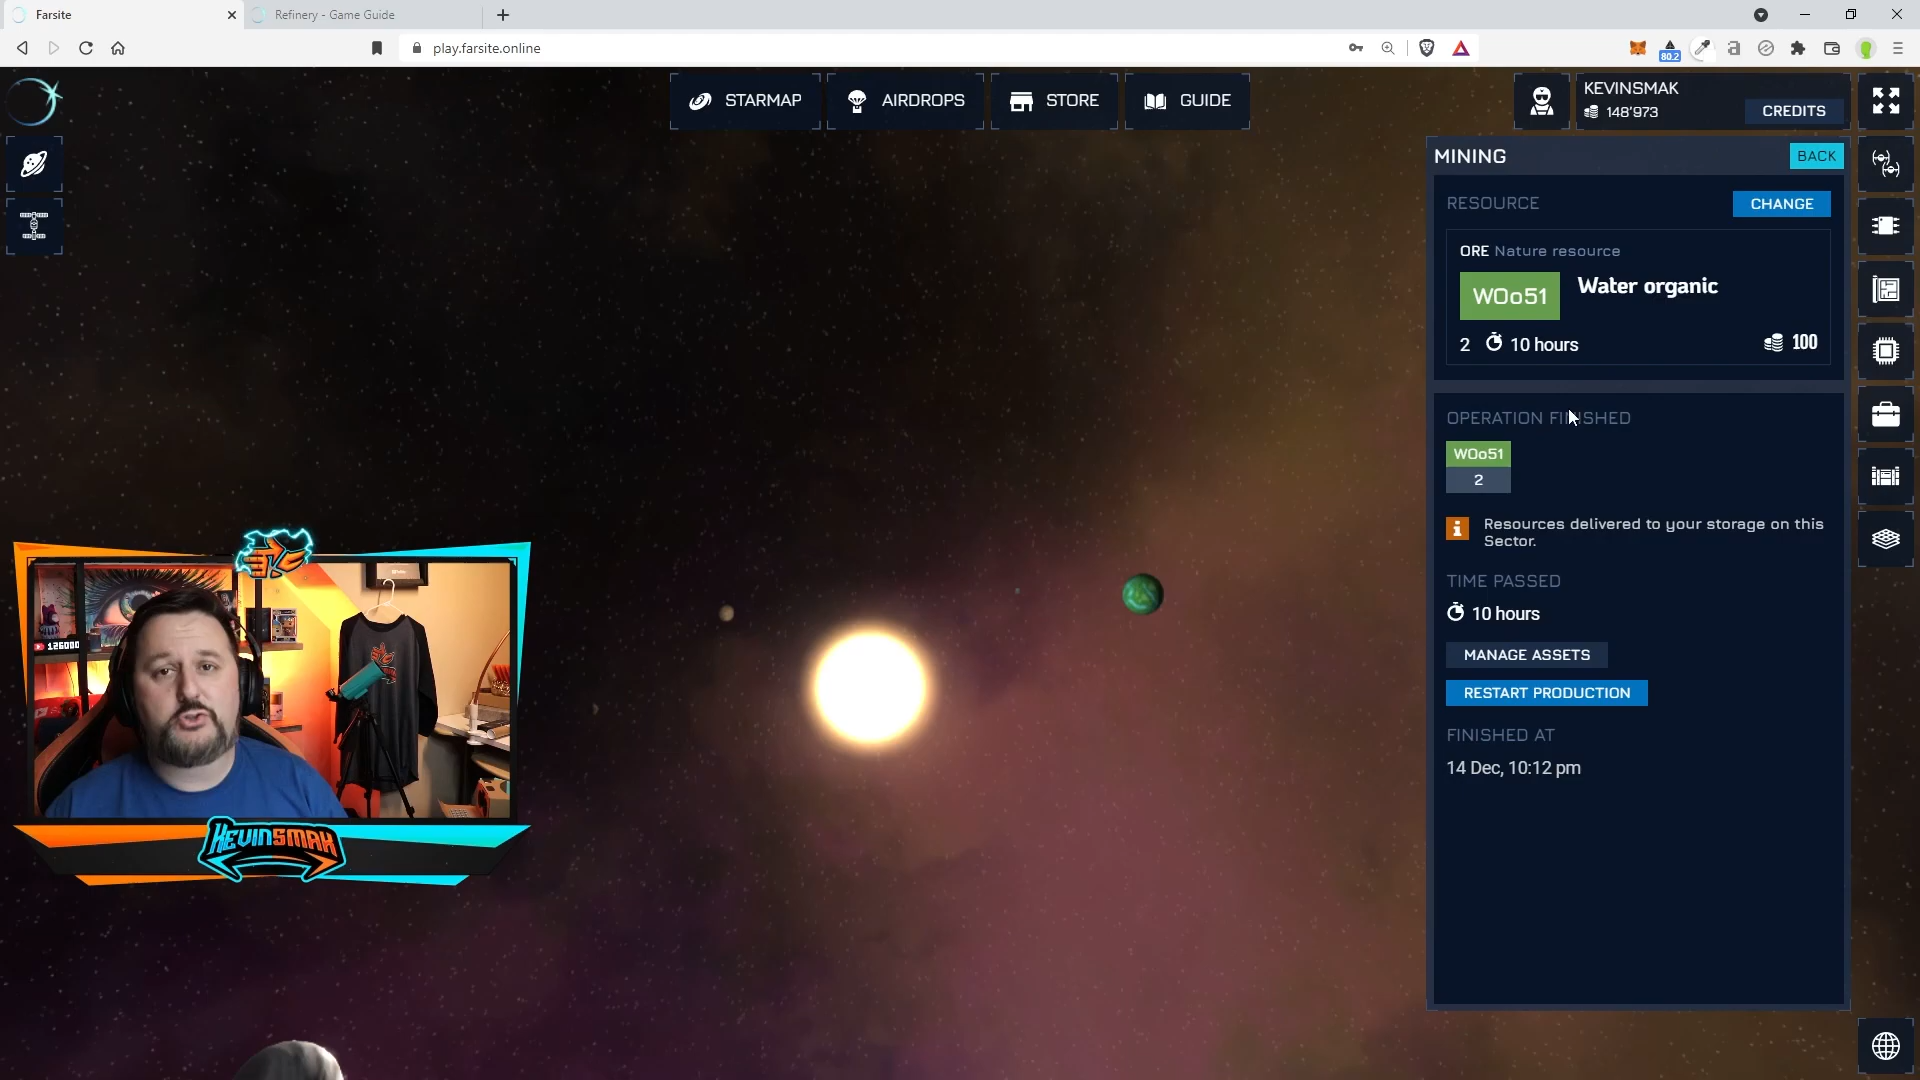 Farsite
Refinery - Game Guide
play.farsite.online
80.2
STARMAP
AIRDROPS
STORE
GUIDE
KEVINSMAK
148'973
CREDITS
MINING
BACK
RESOURCE
CHANGE
ORE Nature resource
WOo51
Water organic
2 10 hours
100
OPERATION FINISHED
WOo51
2
Resources delivered to your storage on this
Sector.
TIME PASSED
10 hours
MANAGE ASSETS
RESTART PRODUCTION
FINISHED AT
14 Dec, 10:12 pm
126000
KEVINSMAK